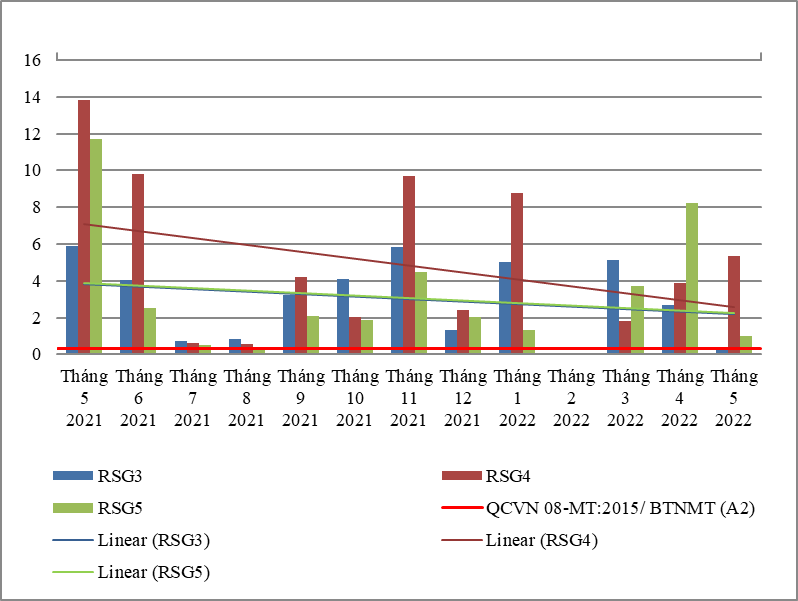 16
14
12
10
8
6
4
2
0
Tháng 5 2021
Tháng 6 2021
Tháng 7 2021
Tháng 8 2021
Tháng 9 2021
Tháng 10 2021
Tháng 11 2021
Tháng 12 2021
Tháng 1 2022
Tháng 2 2022
Tháng 3 2022
Tháng 4 2022
Tháng 5 2022
RSG3
RSG4
RSG5
QCVN 08-MT:2015/ BTNMT (A2)
Linear (RSG3)
Linear (RSG4)
Linear (RSG5)